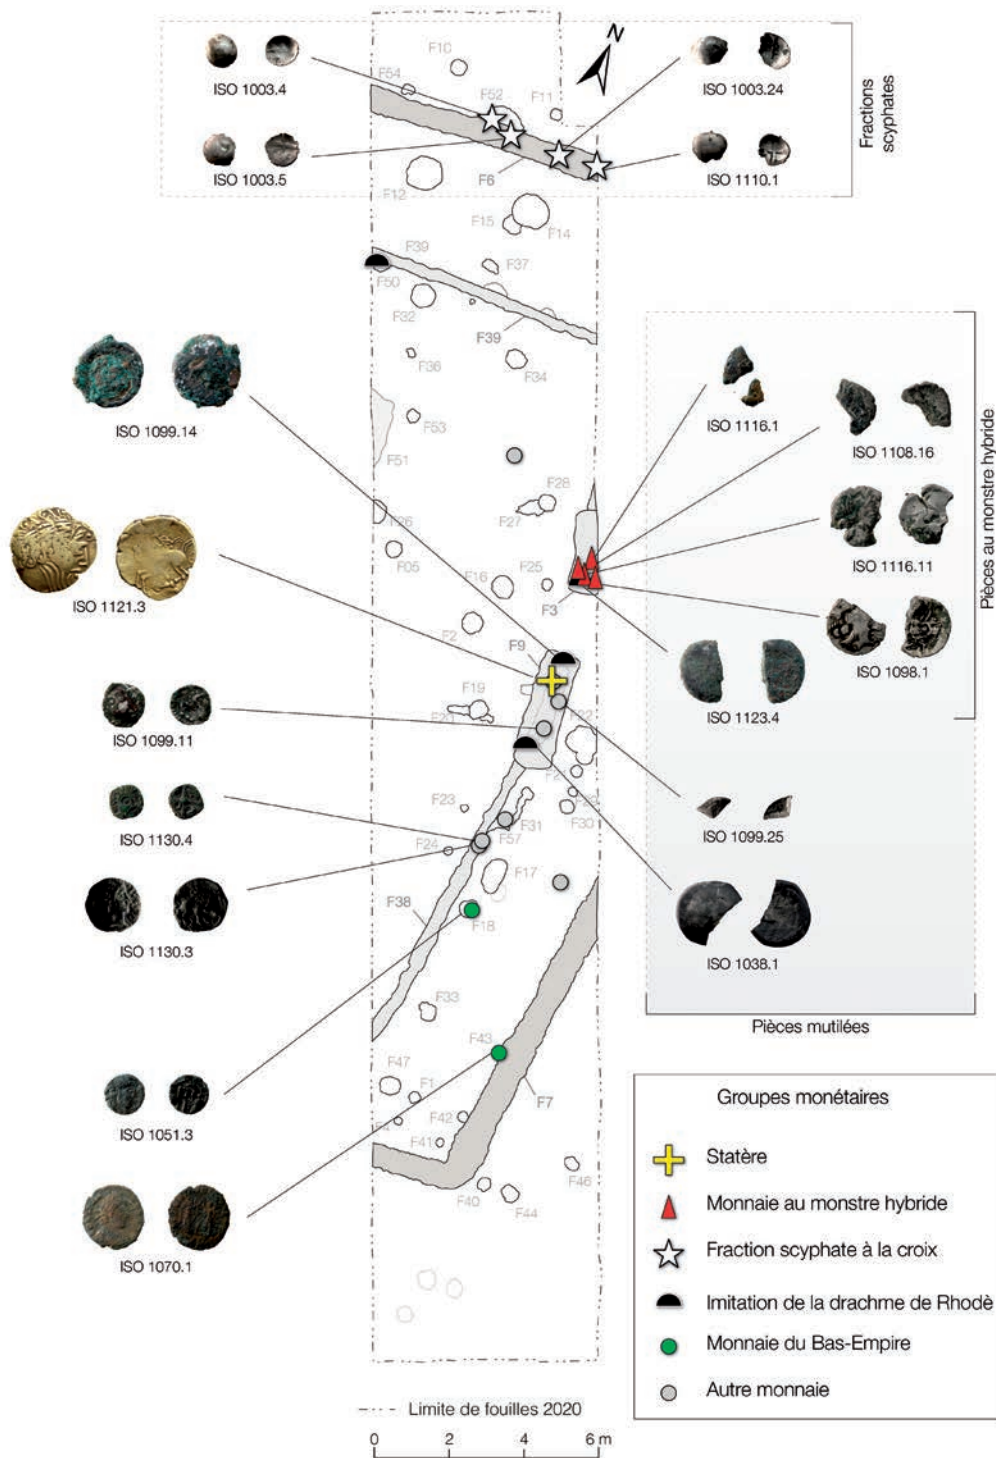 N
F10
F54
F52
F11
ISO 1003.4
ISO 1003.24
ISO 1003.5
ISO 1110.1
Fractions
scyphates
F6
F12
F15
F14
F39
F37
F50
F32
F39
F36
F34
F53
F51
F28
F27
F26
F05
F16
F25
F3
F2
F9
F19
F20
F22
F23
F31
F30
F57
F24
F17
F38
F18
F33
F43
F47
F1
F7
F42
F41
F40
F44
F46
ISO 1099.14
ISO 1121.3
ISO 1099.11
ISO 1130.4
ISO 1130.3
ISO 1051.3
ISO 1070.1
ISO 1116.1
ISO 1108.16
ISO 1116.11
ISO 1098.1
ISO 1123.4
ISO 1099.25
ISO 1038.1
Pièces au monstre hybride
Pièces mutilées
Groupes monétaires
Statère
Monnaie au monstre hybride
Fraction scyphate à la croix
Imitation de la drachme de Rhodè
Monnaie du Bas-Empire
Autre monnaie
Limite de fouilles 2020
0 2 4 6 m